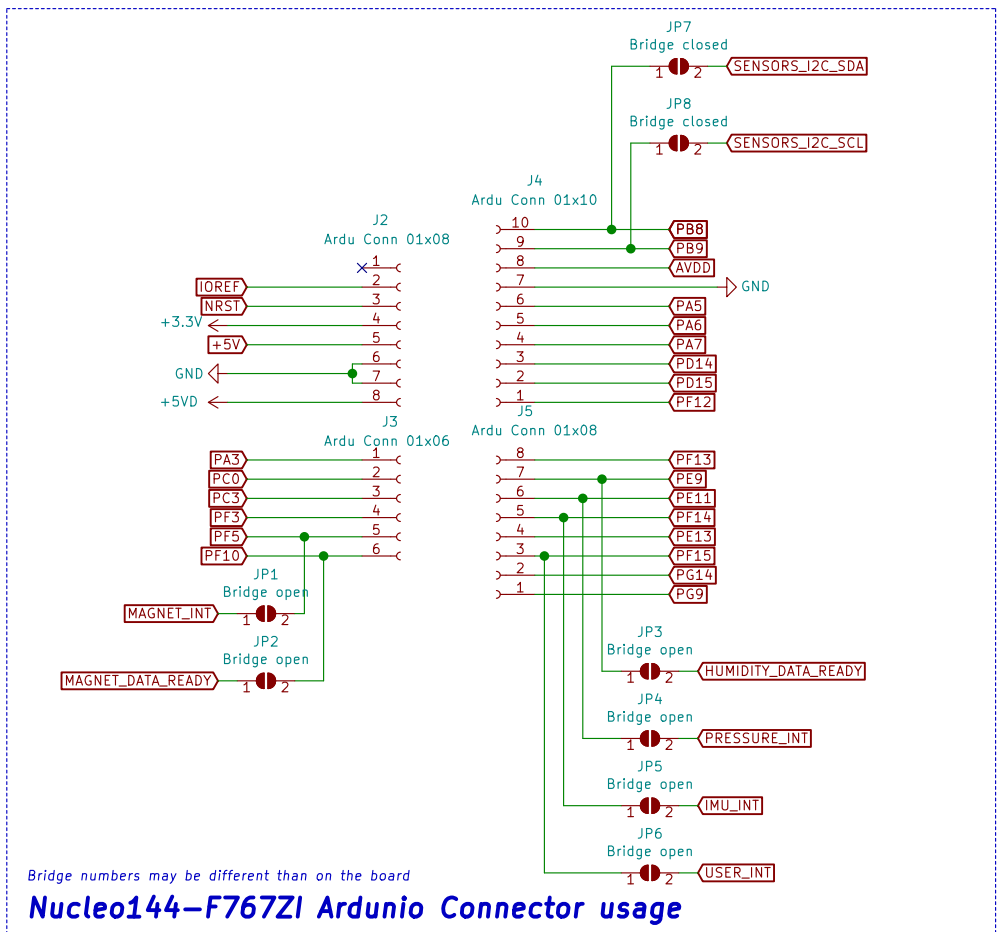 JP7
Bridge closed
1 2 SENSORS_I2C_SDA
JP8
Bridge closed
1 2 SENSORS_I2C_SCL
J2
Ardu Conn 01x08
1
IOREF 2
NRST 3
+3.3V 4
+5V 5
6
GND
7
+5VD 8
J4
Ardu Conn 01x10
10 PB8
9 PB9
8 AVDD
7 GND
6 PA5
5 PA6
4 PA7
3 PD14
2 PD15
1 PF12
J3
Ardu Conn 01x06
PA3 1
PC0 2
PC3 3
PF3 4
PF5 5
PF10 6
J5
Ardu Conn 01x08
8 PF13
7 PE9
6 PE11
5 PF14
4 PE13
3 PF15
2 PG14
1 PG9
JP1
Bridge open
MAGNET_INT 1 2
JP2
Bridge open
MAGNET_DATA_READY 1 2
JP3
Bridge open
1 2 HUMIDITY_DATA_READY
JP4
Bridge open
1 2 PRESSURE_INT
JP5
Bridge open
1 2 IMU_INT
JP6
Bridge open
1 2 USER_INT
Bridge numbers may be different than on the board
Nucleo144-F767ZI Ardunio Connector usage